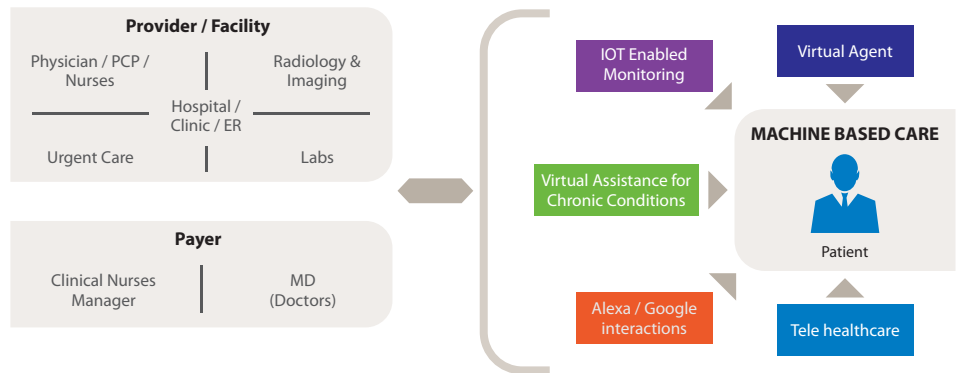 Provider / Facility
Physician / PCP /
Nurses
Radiology &
Imaging
Hospital /
Clinic / ER
Urgent Care
Labs
Payer
Clinical Nurses
Manager
MD
(Doctors)
IOT Enabled
Monitoring
Virtual Agent
MACHINE BASED CARE
Virtual Assistance for
Chronic Conditions
Patient
Alexa / Google
interactions
Tele healthcare